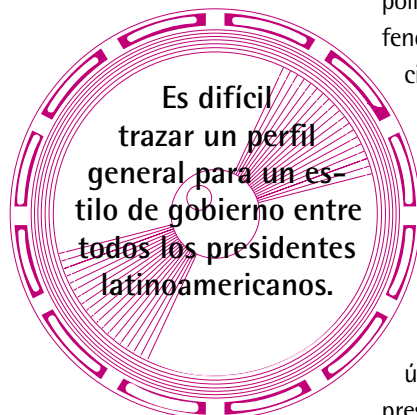 Es difícil
trazar un perfil
general para un es-
tilo de gobierno entre
todos los presidentes
latinoamericanos.